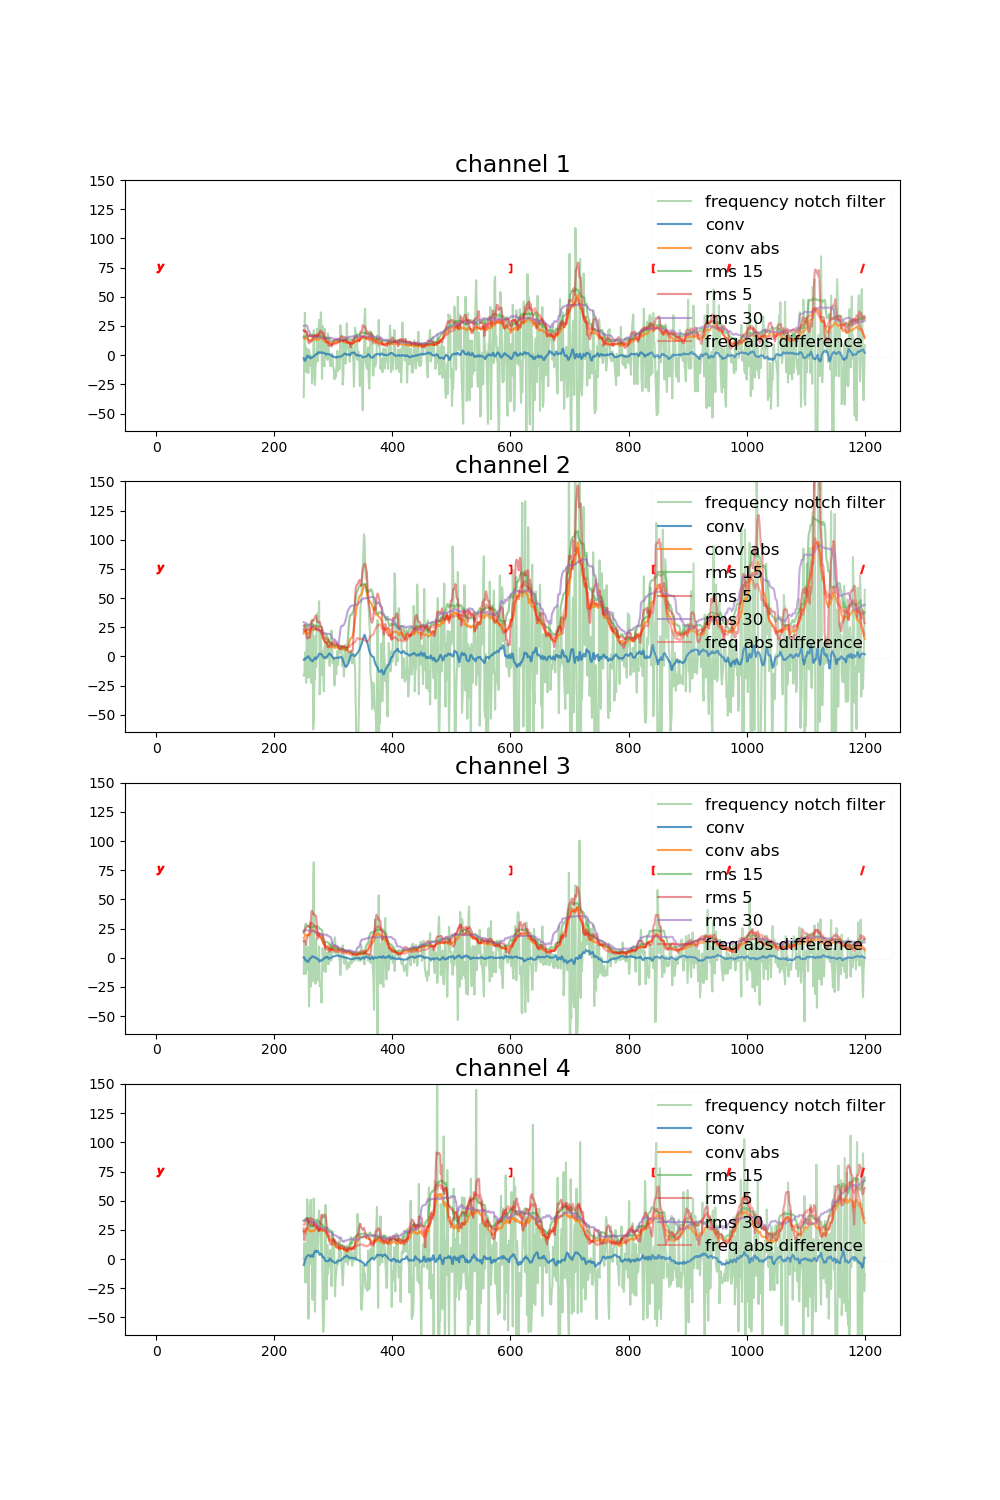 channel 1
150
125
100
75
50
25
0
−25
−50
y ] [ / /
frequency notch filter
conv
conv abs
rms 15
rms 5
rms 30
freq abs difference
0 200 400 600 800 1000 1200
channel 2
150
125
100
75
50
25
0
−25
−50
y ] [ / /
frequency notch filter
conv
conv abs
rms 15
rms 5
rms 30
freq abs difference
0 200 400 600 800 1000 1200
channel 3
150
125
100
75
50
25
0
−25
−50
y ] [ / /
frequency notch filter
conv
conv abs
rms 15
rms 5
rms 30
freq abs difference
0 200 400 600 800 1000 1200
channel 4
150
125
100
75
50
25
0
−25
−50
y ] [ / /
frequency notch filter
conv
conv abs
rms 15
rms 5
rms 30
freq abs difference
0 200 400 600 800 1000 1200